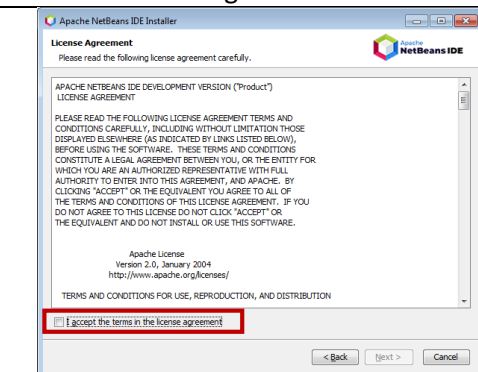 Apache NetBeans IDE Installer
License Agreement
Please read the following license agreement carefully.
Apache
NetBeans IDE
APACHE NETBEANS IDE DEVELOPMENT VERSION ("Product")
LICENSE AGREEMENT
PLEASE READ THE FOLLOWING LICENSE AGREEMENT TERMS AND
CONDITIONS CAREFULLY, INCLUDING WITHOUT LIMITATION THOSE
DISPLAYED ELSEWHERE (AS INDICATED BY LINKS LISTED BELOW),
BEFORE USING THE SOFTWARE. THESE TERMS AND CONDITIONS
CONSTITUTE A LEGAL AGREEMENT BETWEEN YOU, OR THE ENTITY FOR
WHICH YOU ARE AN AUTHORIZED REPRESENTATIVE WITH FULL
AUTHORITY TO ENTER INTO THIS AGREEMENT, AND APACHE. BY
CLICKING "ACCEPT" OR THE EQUIVALENT YOU AGREE TO ALL OF
THE TERMS AND CONDITIONS OF THIS LICENSE AGREEMENT. IF YOU
DO NOT AGREE TO THIS LICENSE DO NOT CLICK "ACCEPT" OR
THE EQUIVALENT AND DO NOT INSTALL OR USE THIS SOFTWARE.
Apache License
Version 2.0, January 2004
http://www.apache.org/licenses/
TERMS AND CONDITIONS FOR USE, REPRODUCTION, AND DISTRIBUTION
I accept the terms in the license agreement
< Back
Next >
Cancel